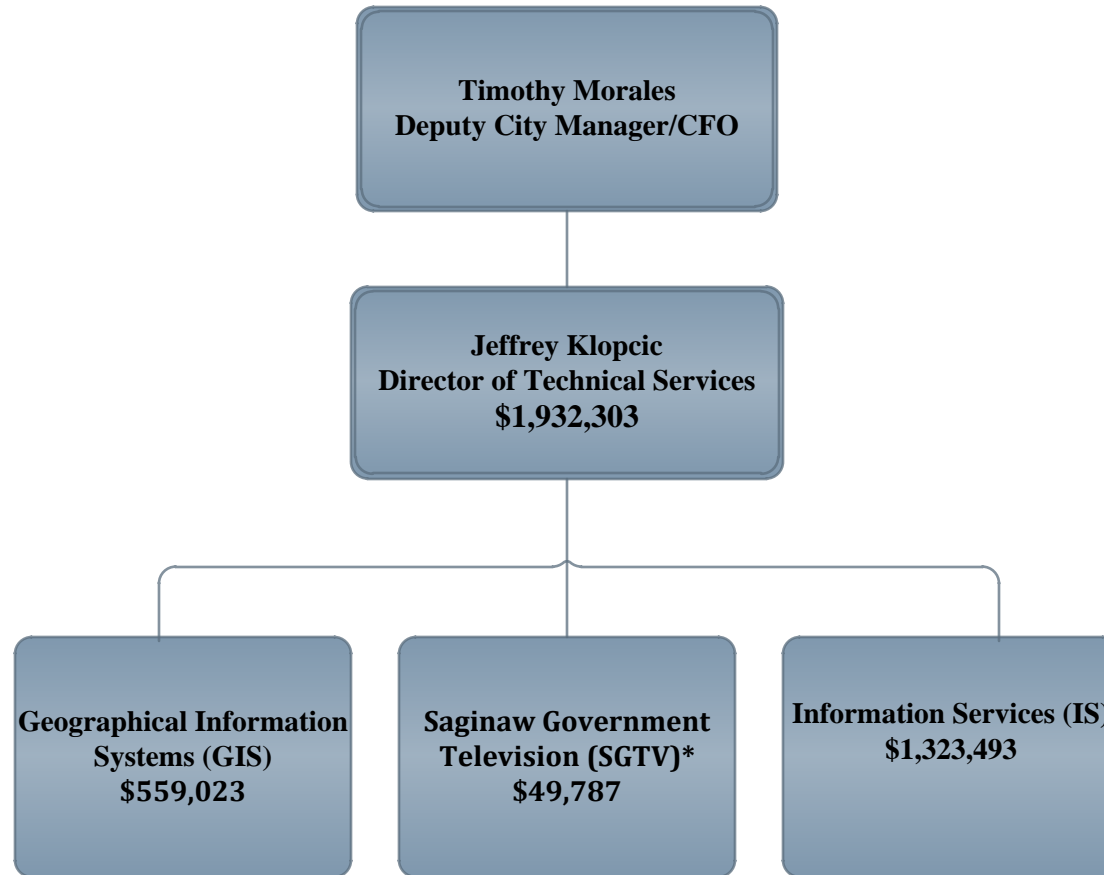 Timothy Morales
Deputy City Manager/CFO
Jeffrey Klopcic
Director of Technical Services
$1,932,303
Geographical Information
Systems (GIS)
$559,023
Saginaw Government
Television (SGTV)*
$49,787
Information Services (IS)
$1,323,493